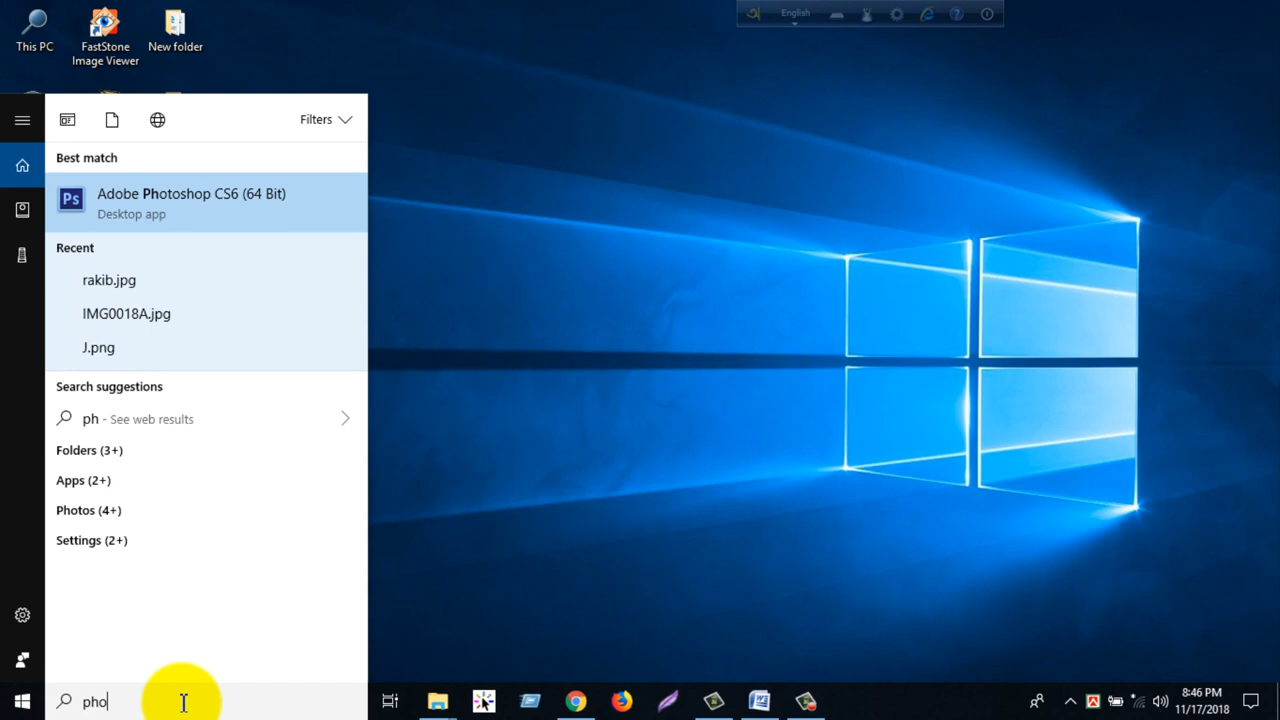 This PC
FastStone
Image Viewer
New folder
English
Filters
Best match
Ps
Adobe Photoshop CS6 (64 Bit)
Desktop app
Recent
rakib.jpg
IMG0018A.jpg
J.png
Search suggestions
ph - See web results
Folders (3+)
Apps (2+)
Photos (4+)
Settings (2+)
pho
8:46 PM
11/17/2018